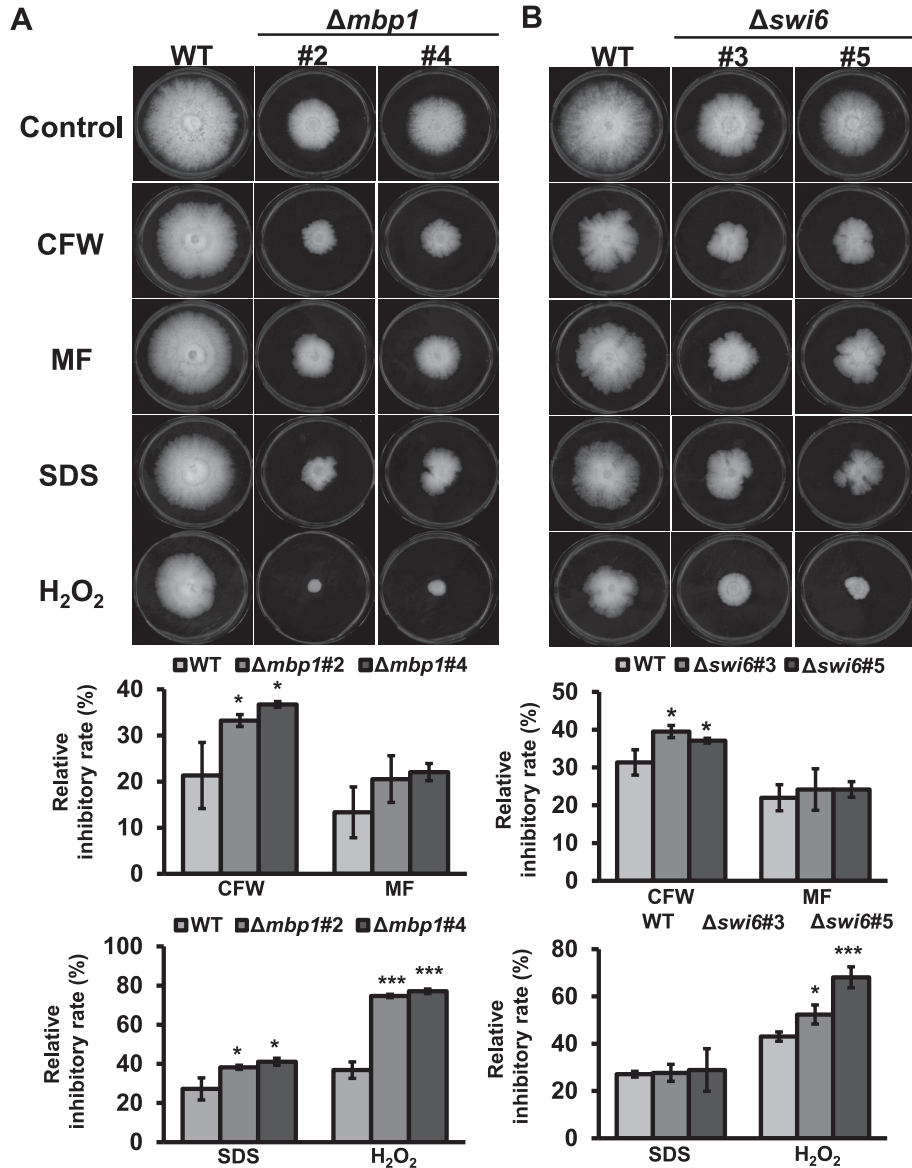 A
Δmbp1
WT #2 #4
Control
CFW
MF
SDS
H₂O₂
WT Δmbp1#2 Δmbp1#4
Relative inhibitory rate (%)
40
30
20
10
0
* *
CFW MF
WT Δmbp1#2 Δmbp1#4
Relative inhibitory rate (%)
100
80
60
40
20
0
* * *** ***
SDS H₂O₂
B
Δswi6
WT #3 #5
WT Δswi6#3 Δswi6#5
Relative inhibitory rate (%)
50
40
30
20
10
0
* *
CFW MF
WT Δswi6#3 Δswi6#5
Relative inhibitory rate (%)
80
60
40
20
0
* ***
SDS H₂O₂